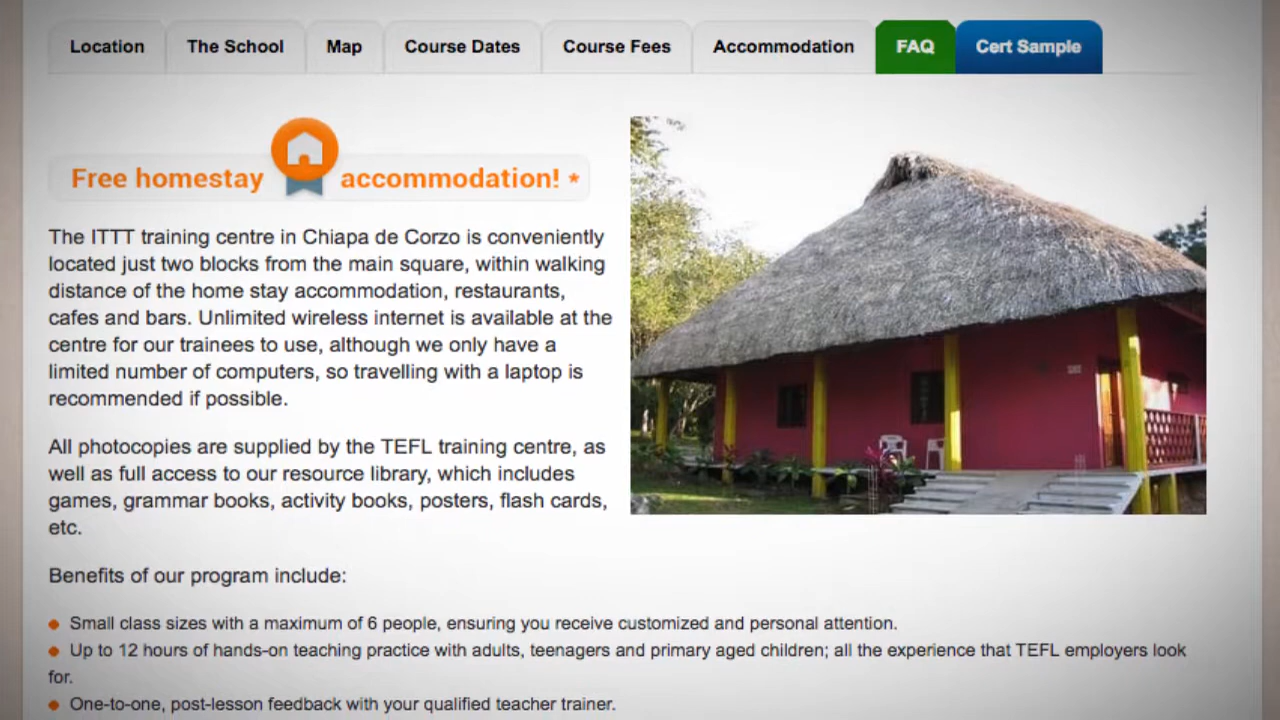 Location The School Map Course Dates Course Fees Accommodation FAQ Cert Sample
Free homestay accommodation! *
The ITTT training centre in Chiapa de Corzo is conveniently
located just two blocks from the main square, within walking
distance of the home stay accommodation, restaurants,
cafes and bars. Unlimited wireless internet is available at the
centre for our trainees to use, although we only have a
limited number of computers, so travelling with a laptop is
recommended if possible.
All photocopies are supplied by the TEFL training centre, as
well as full access to our resource library, which includes
games, grammar books, activity books, posters, flash cards,
etc.
Benefits of our program include:
Small class sizes with a maximum of 6 people, ensuring you receive customized and personal attention.
Up to 12 hours of hands-on teaching practice with adults, teenagers and primary aged children; all the experience that TEFL employers look
for.
One-to-one, post-lesson feedback with your qualified teacher trainer.